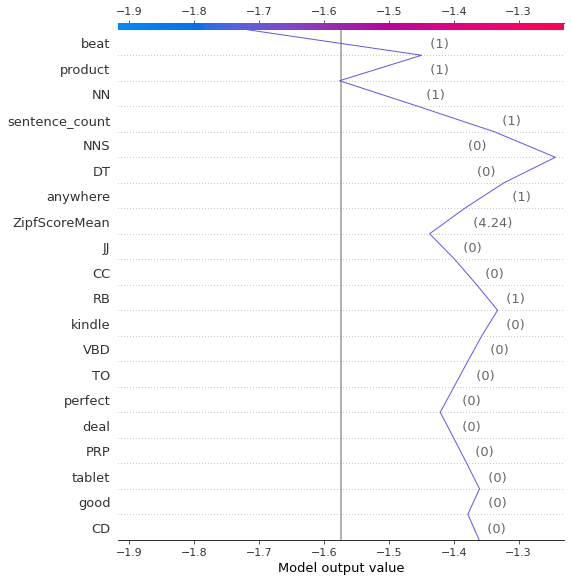 −1.9 −1.8 −1.7 −1.6 −1.5 −1.4 −1.3
beat (1)
product (1)
NN (1)
sentence_count (1)
NNS (0)
DT (0)
anywhere (1)
ZipfScoreMean (4.24)
JJ (0)
CC (0)
RB (1)
kindle (0)
VBD (0)
TO (0)
perfect (0)
deal (0)
PRP (0)
tablet (0)
good (0)
CD (0)
−1.9 −1.8 −1.7 −1.6 −1.5 −1.4 −1.3
Model output value